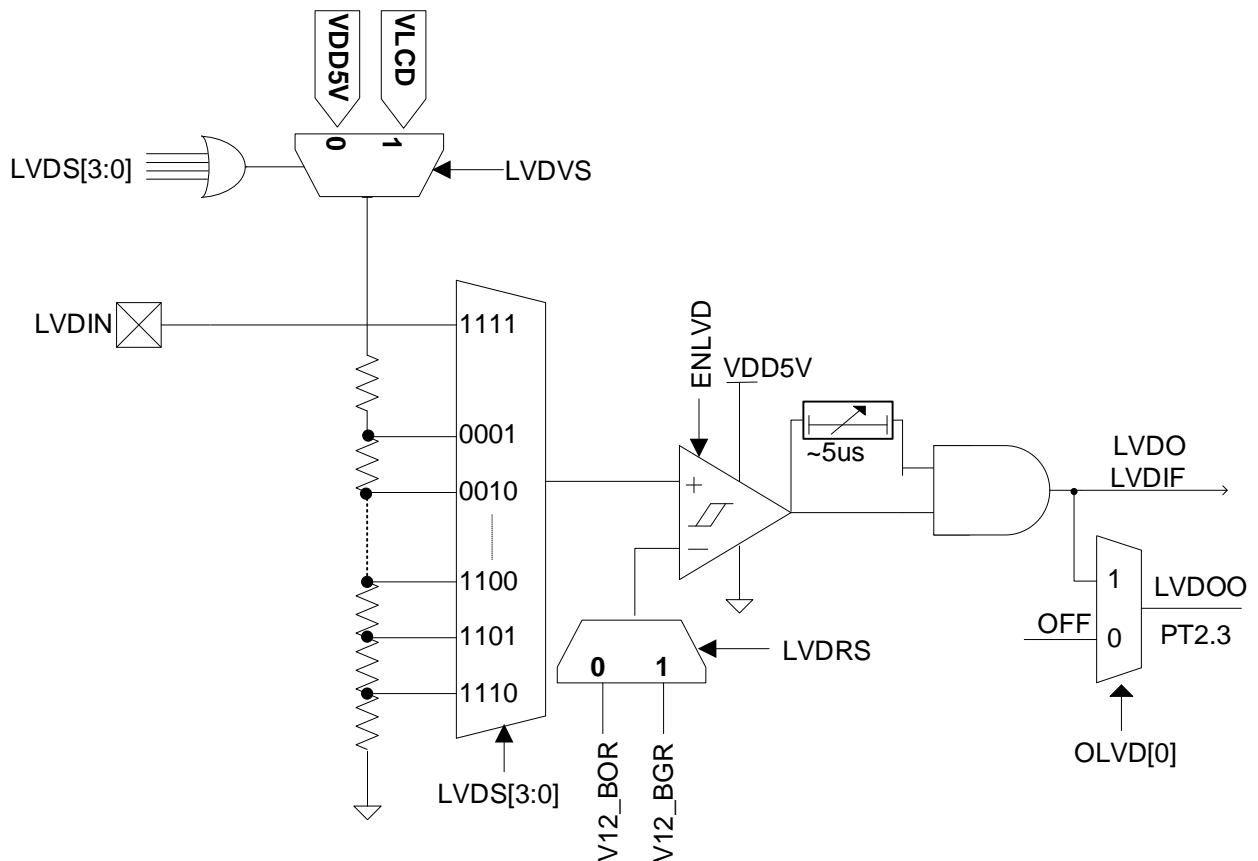 VDD5V
VLCD
0
1
LVDS[3:0]
LVDVS
LVDIN
1111
0001
0010
1100
1101
1110
LVDS[3:0]
ENLVD
VDD5V
+
−
~5us
LVDO
LVDIF
0
1
LVDRS
V12_BOR
V12_BGR
1
0
OFF
LVDOO
PT2.3
OLVD[0]